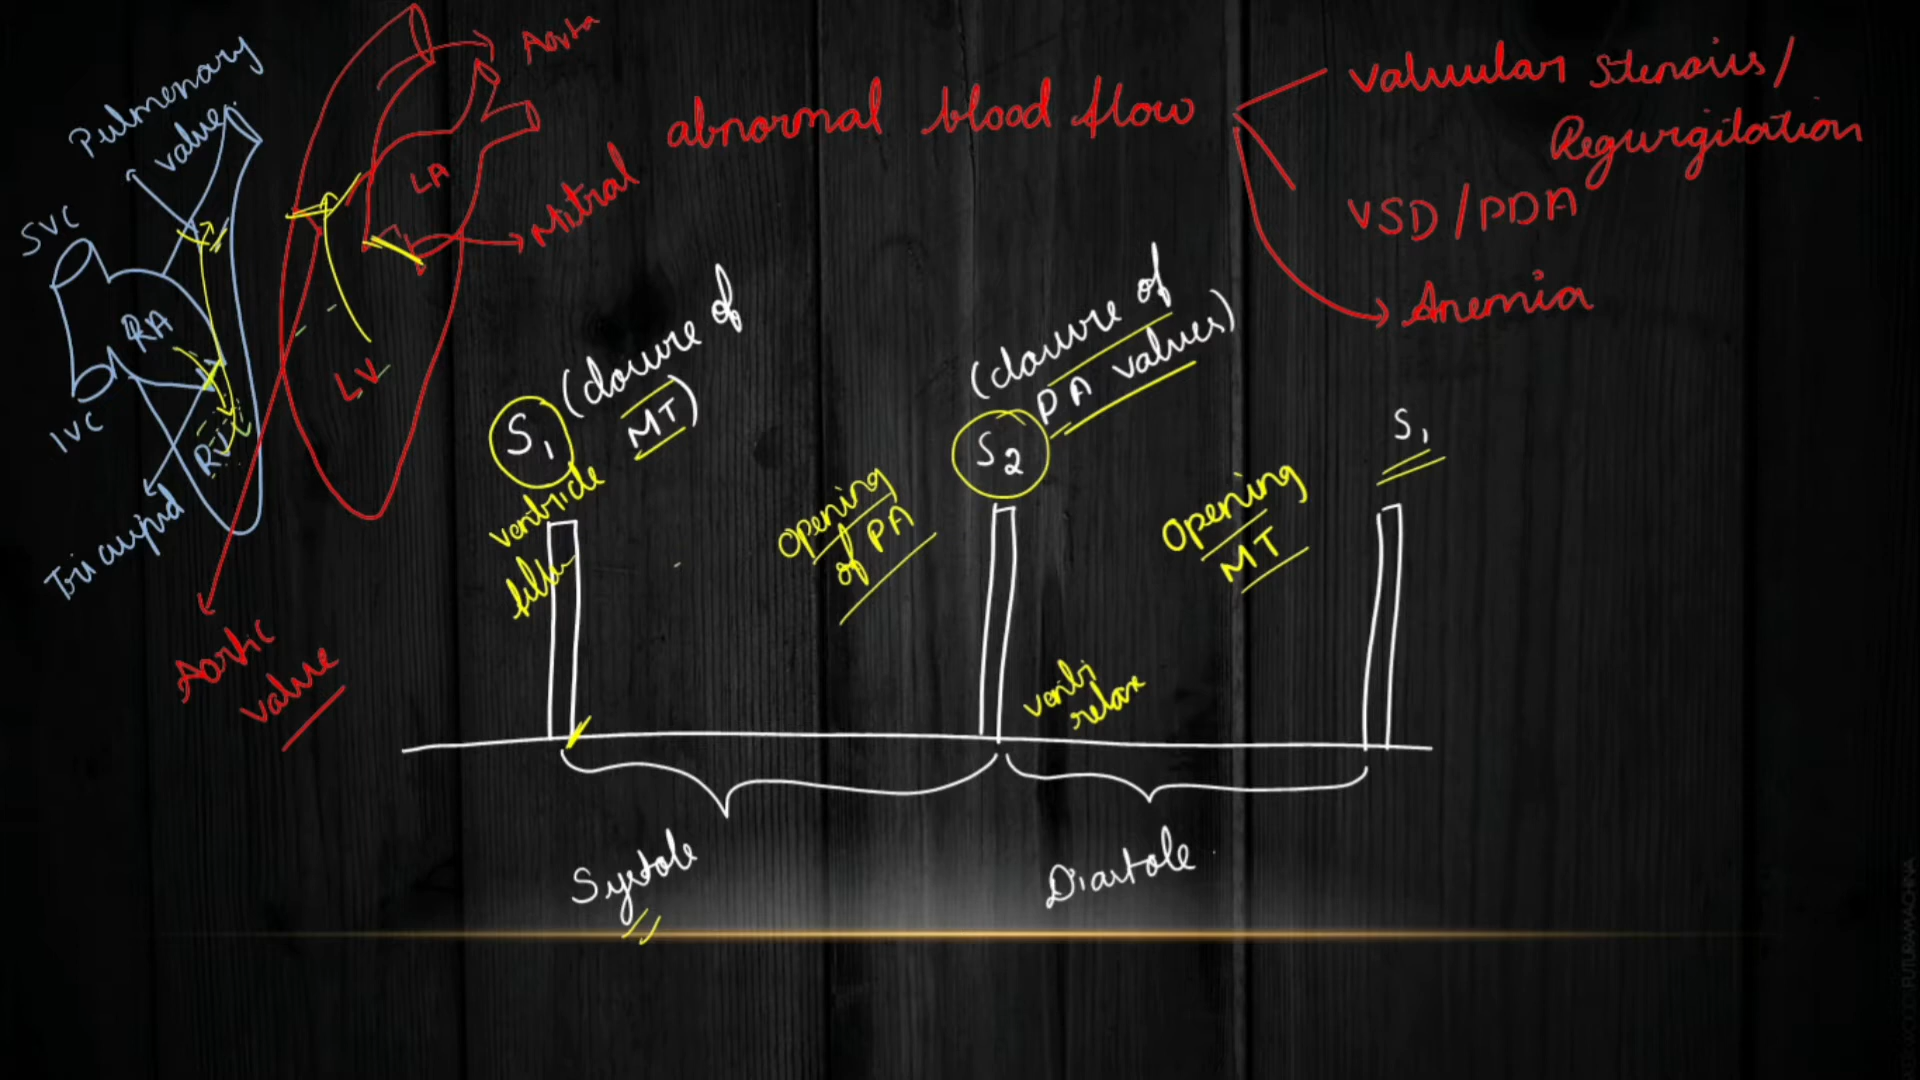 Aorta
Pulmonary
valve
SVC
LA
Mitral
RA
LV
IVC
RV
Tricuspid
Aortic
valve
abnormal blood flow
Valvular Stenosis/
Regurgitation
VSD/PDA
Anemia
S1 (closure of
MT)
ventricle
S2 (closure of
PA valves)
S1
Opening
of PA
Opening
MT
relax
Systole
Diastole
FUTURAMACHINA